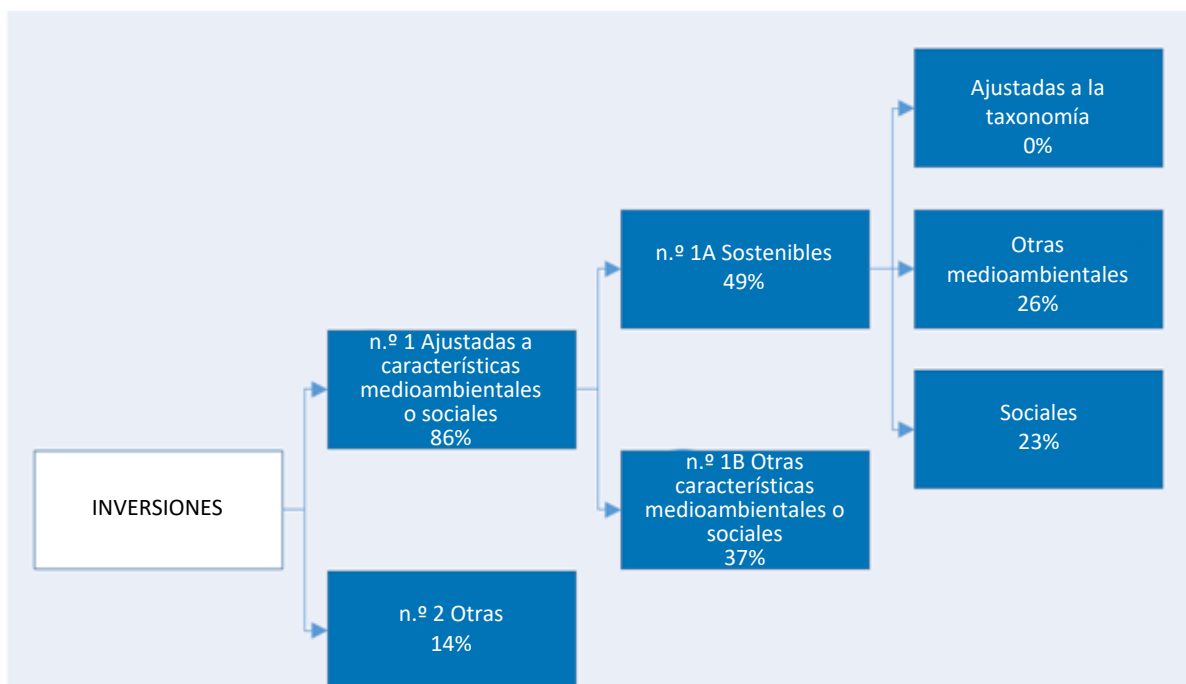 INVERSIONES
n.º 1 Ajustadas a
características
medioambientales
o sociales
86%
n.º 2 Otras
14%
n.º 1A Sostenibles
49%
n.º 1B Otras
características
medioambientales o
sociales
37%
Ajustadas a la
taxonomía
0%
Otras
medioambientales
26%
Sociales
23%